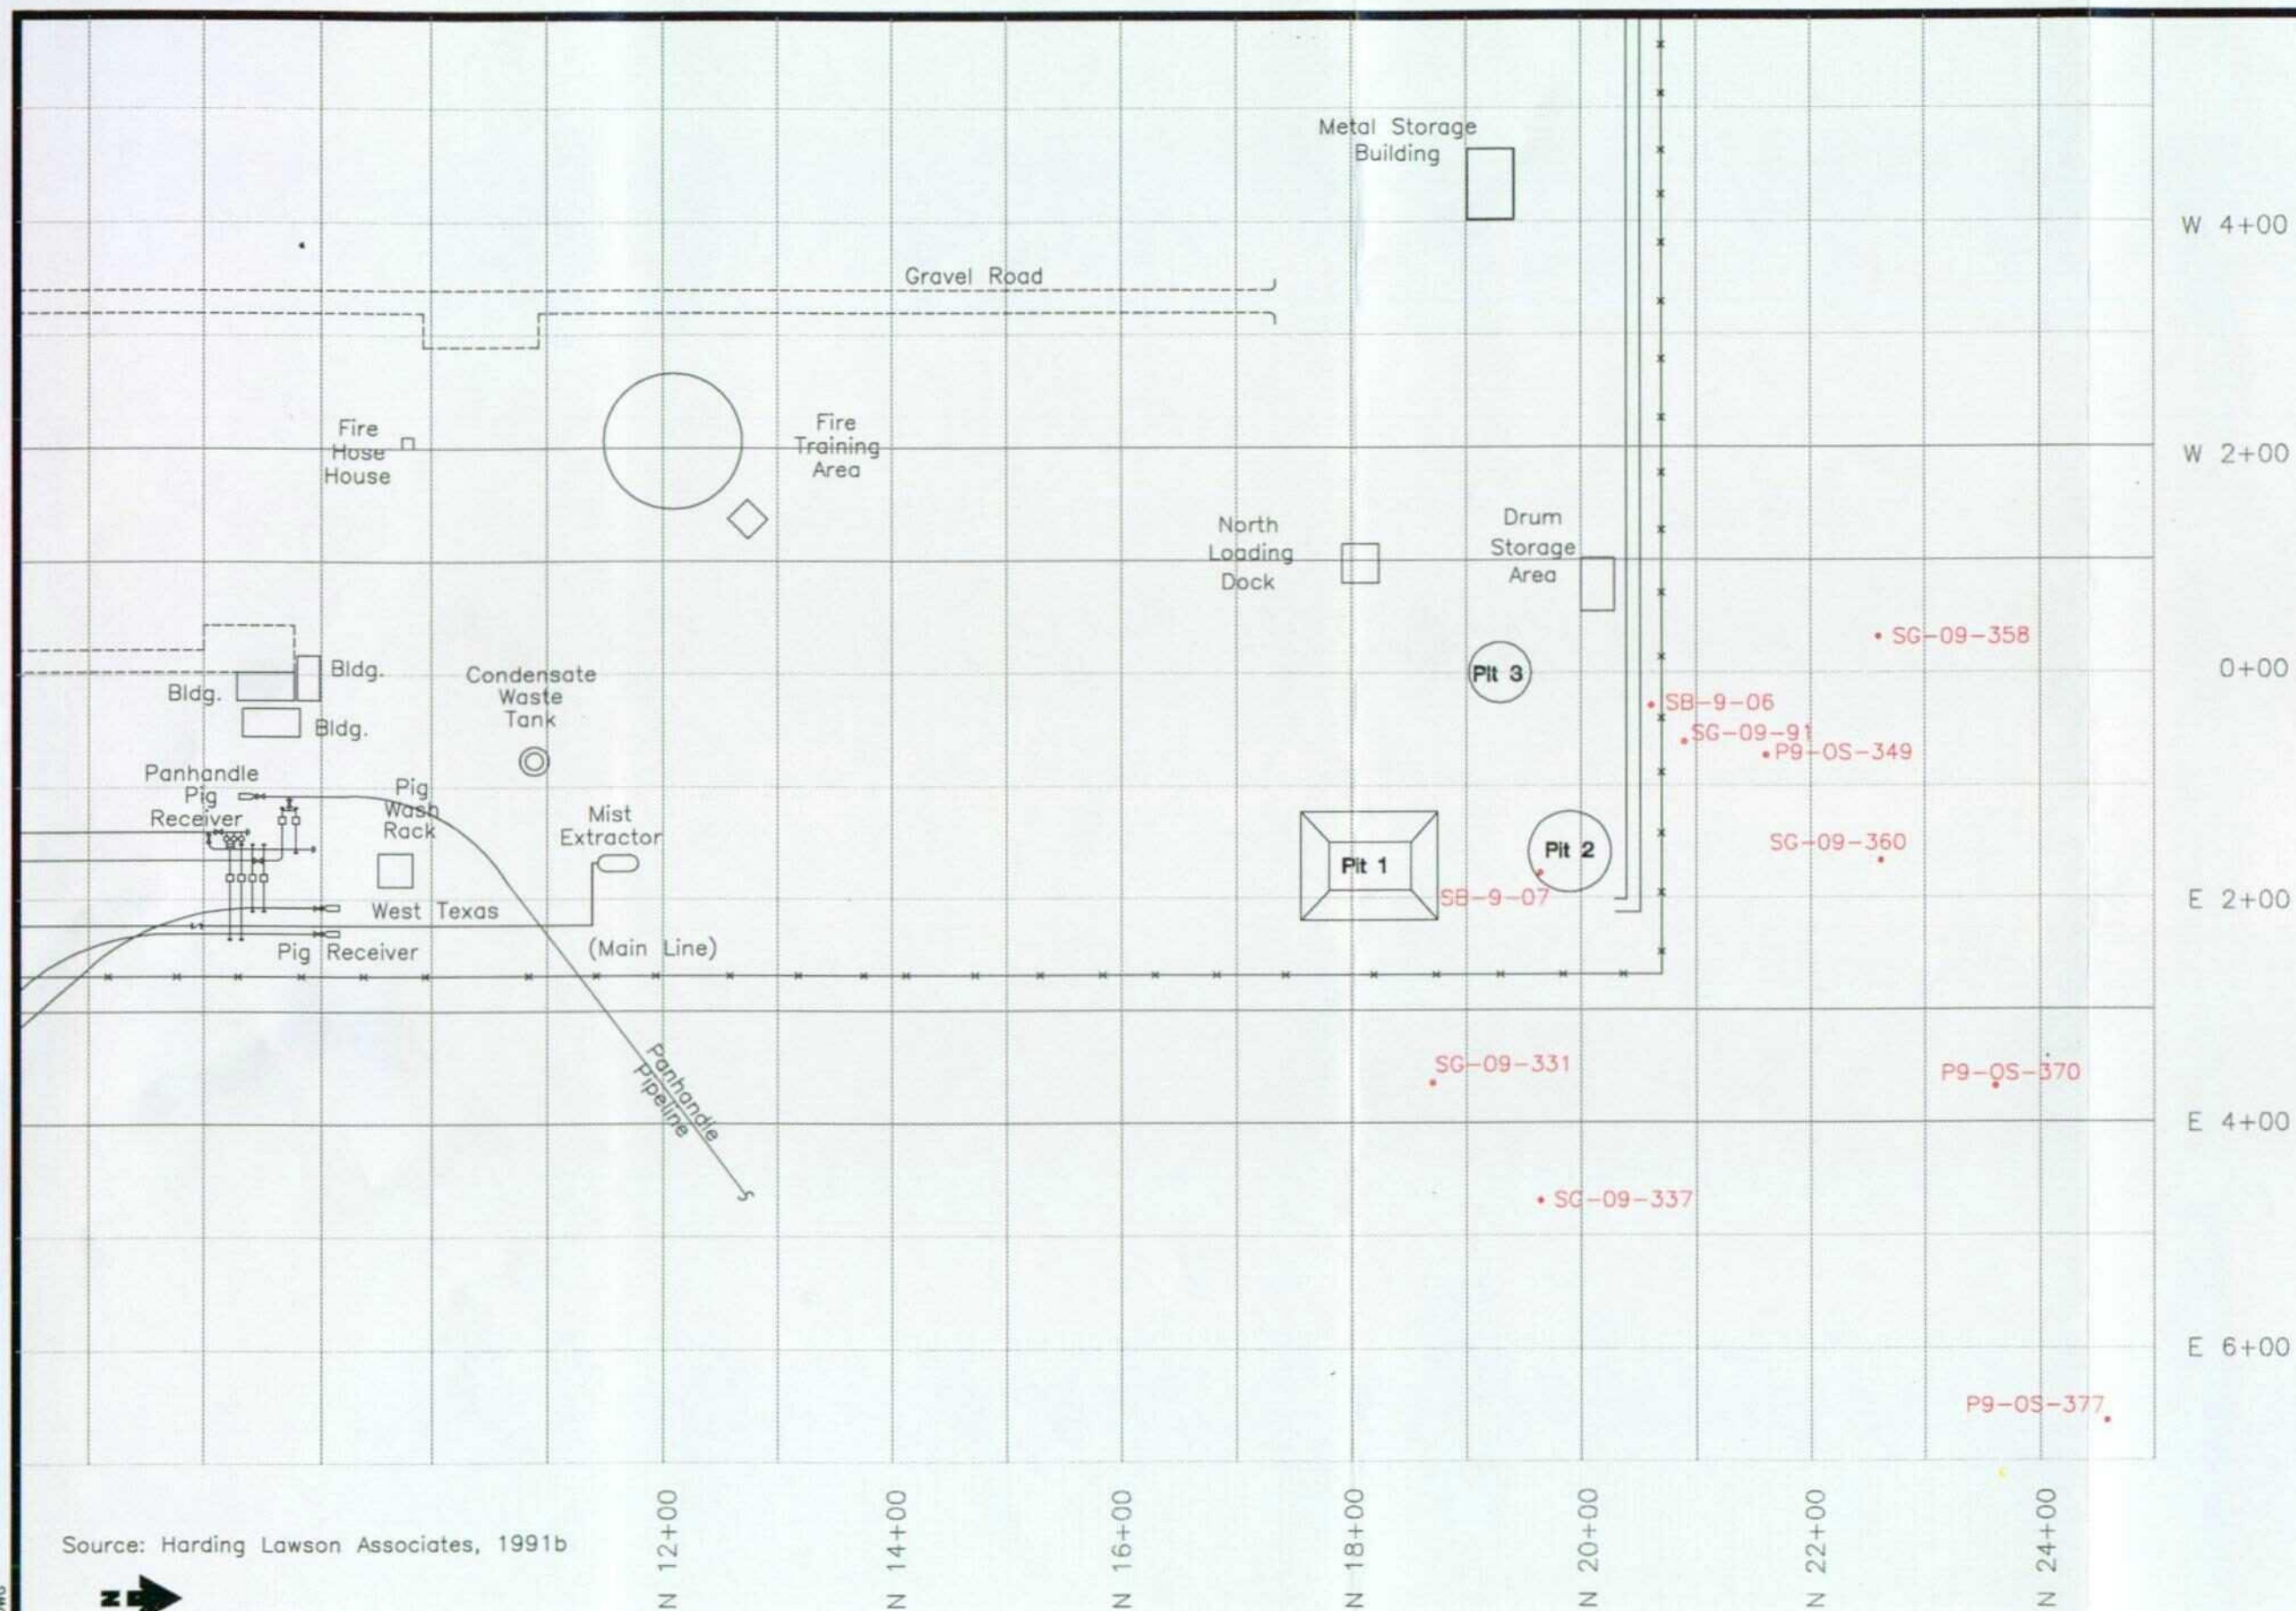 Metal Storage
Building
W 4+00
Gravel Road
Fire
Hose
House
Fire
Training
Area
W 2+00
North
Loading
Dock
Drum
Storage
Area
SG-09-358
0+00
Bldg.
Bldg.
Bldg.
Condensate
Waste
Tank
Pit 3
SB-9-06
SG-09-91
P9-OS-349
Panhandle
Pig
Receiver
Pig
Wash
Rack
Mist
Extractor
SG-09-360
Pit 1
Pit 2
SB-9-07
E 2+00
West Texas
Pig Receiver
(Main Line)
Panhandle
Pipeline
SG-09-331
P9-OS-370
E 4+00
SG-09-337
E 6+00
P9-OS-377
N 12+00
N 14+00
N 16+00
N 18+00
N 20+00
N 22+00
N 24+00
Source: Harding Lawson Associates, 1991b
N